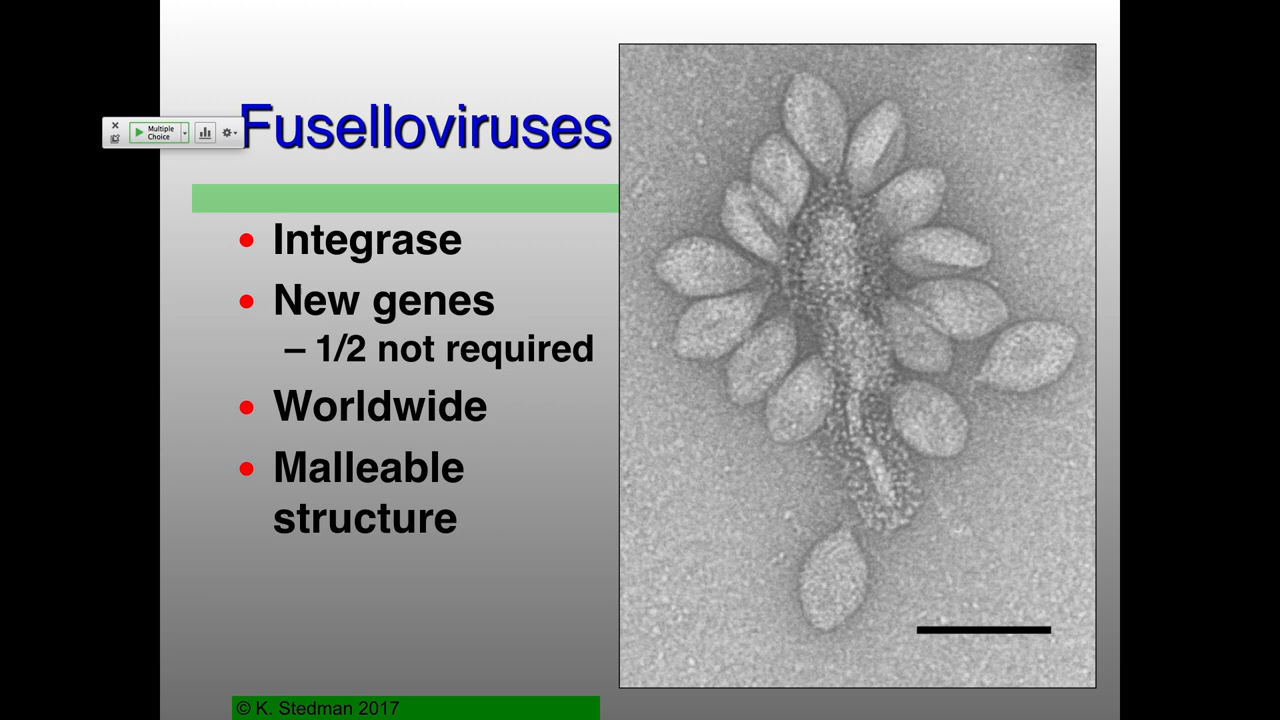 Fuselloviruses
Multiple
Choice
• Integrase
• New genes
– 1/2 not required
• Worldwide
• Malleable
structure
© K. Stedman 2017